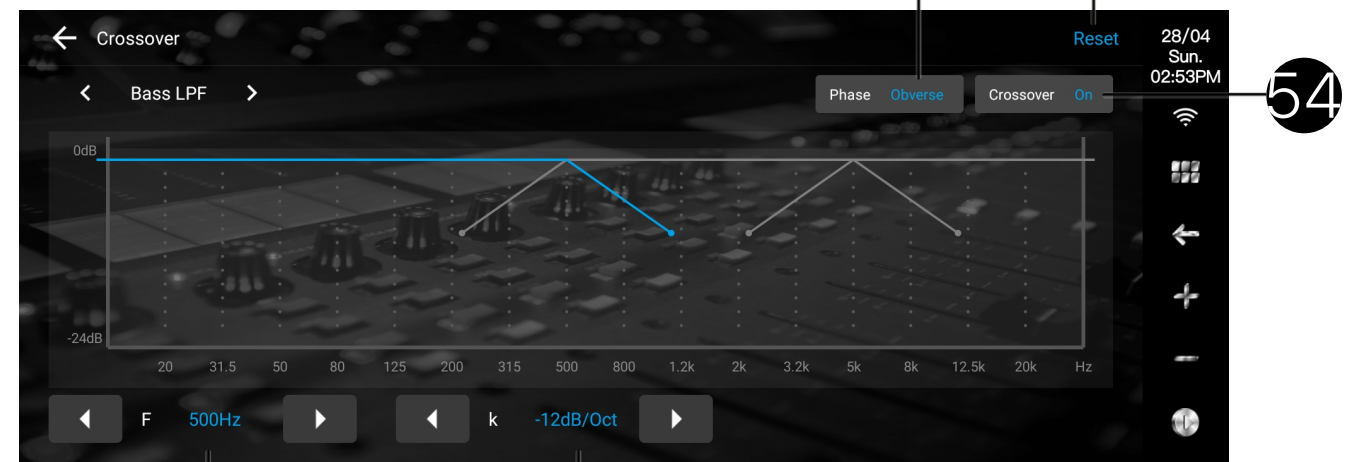 Crossover
Reset
28/04
Sun.
02:53PM
Bass LPF
Phase Obverse
Crossover On
54
0dB
-24dB
20 31.5 50 80 125 200 315 500 800 1.2k 2k 3.2k 5k 8k 12.5k 20k Hz
F 500Hz k -12dB/Oct